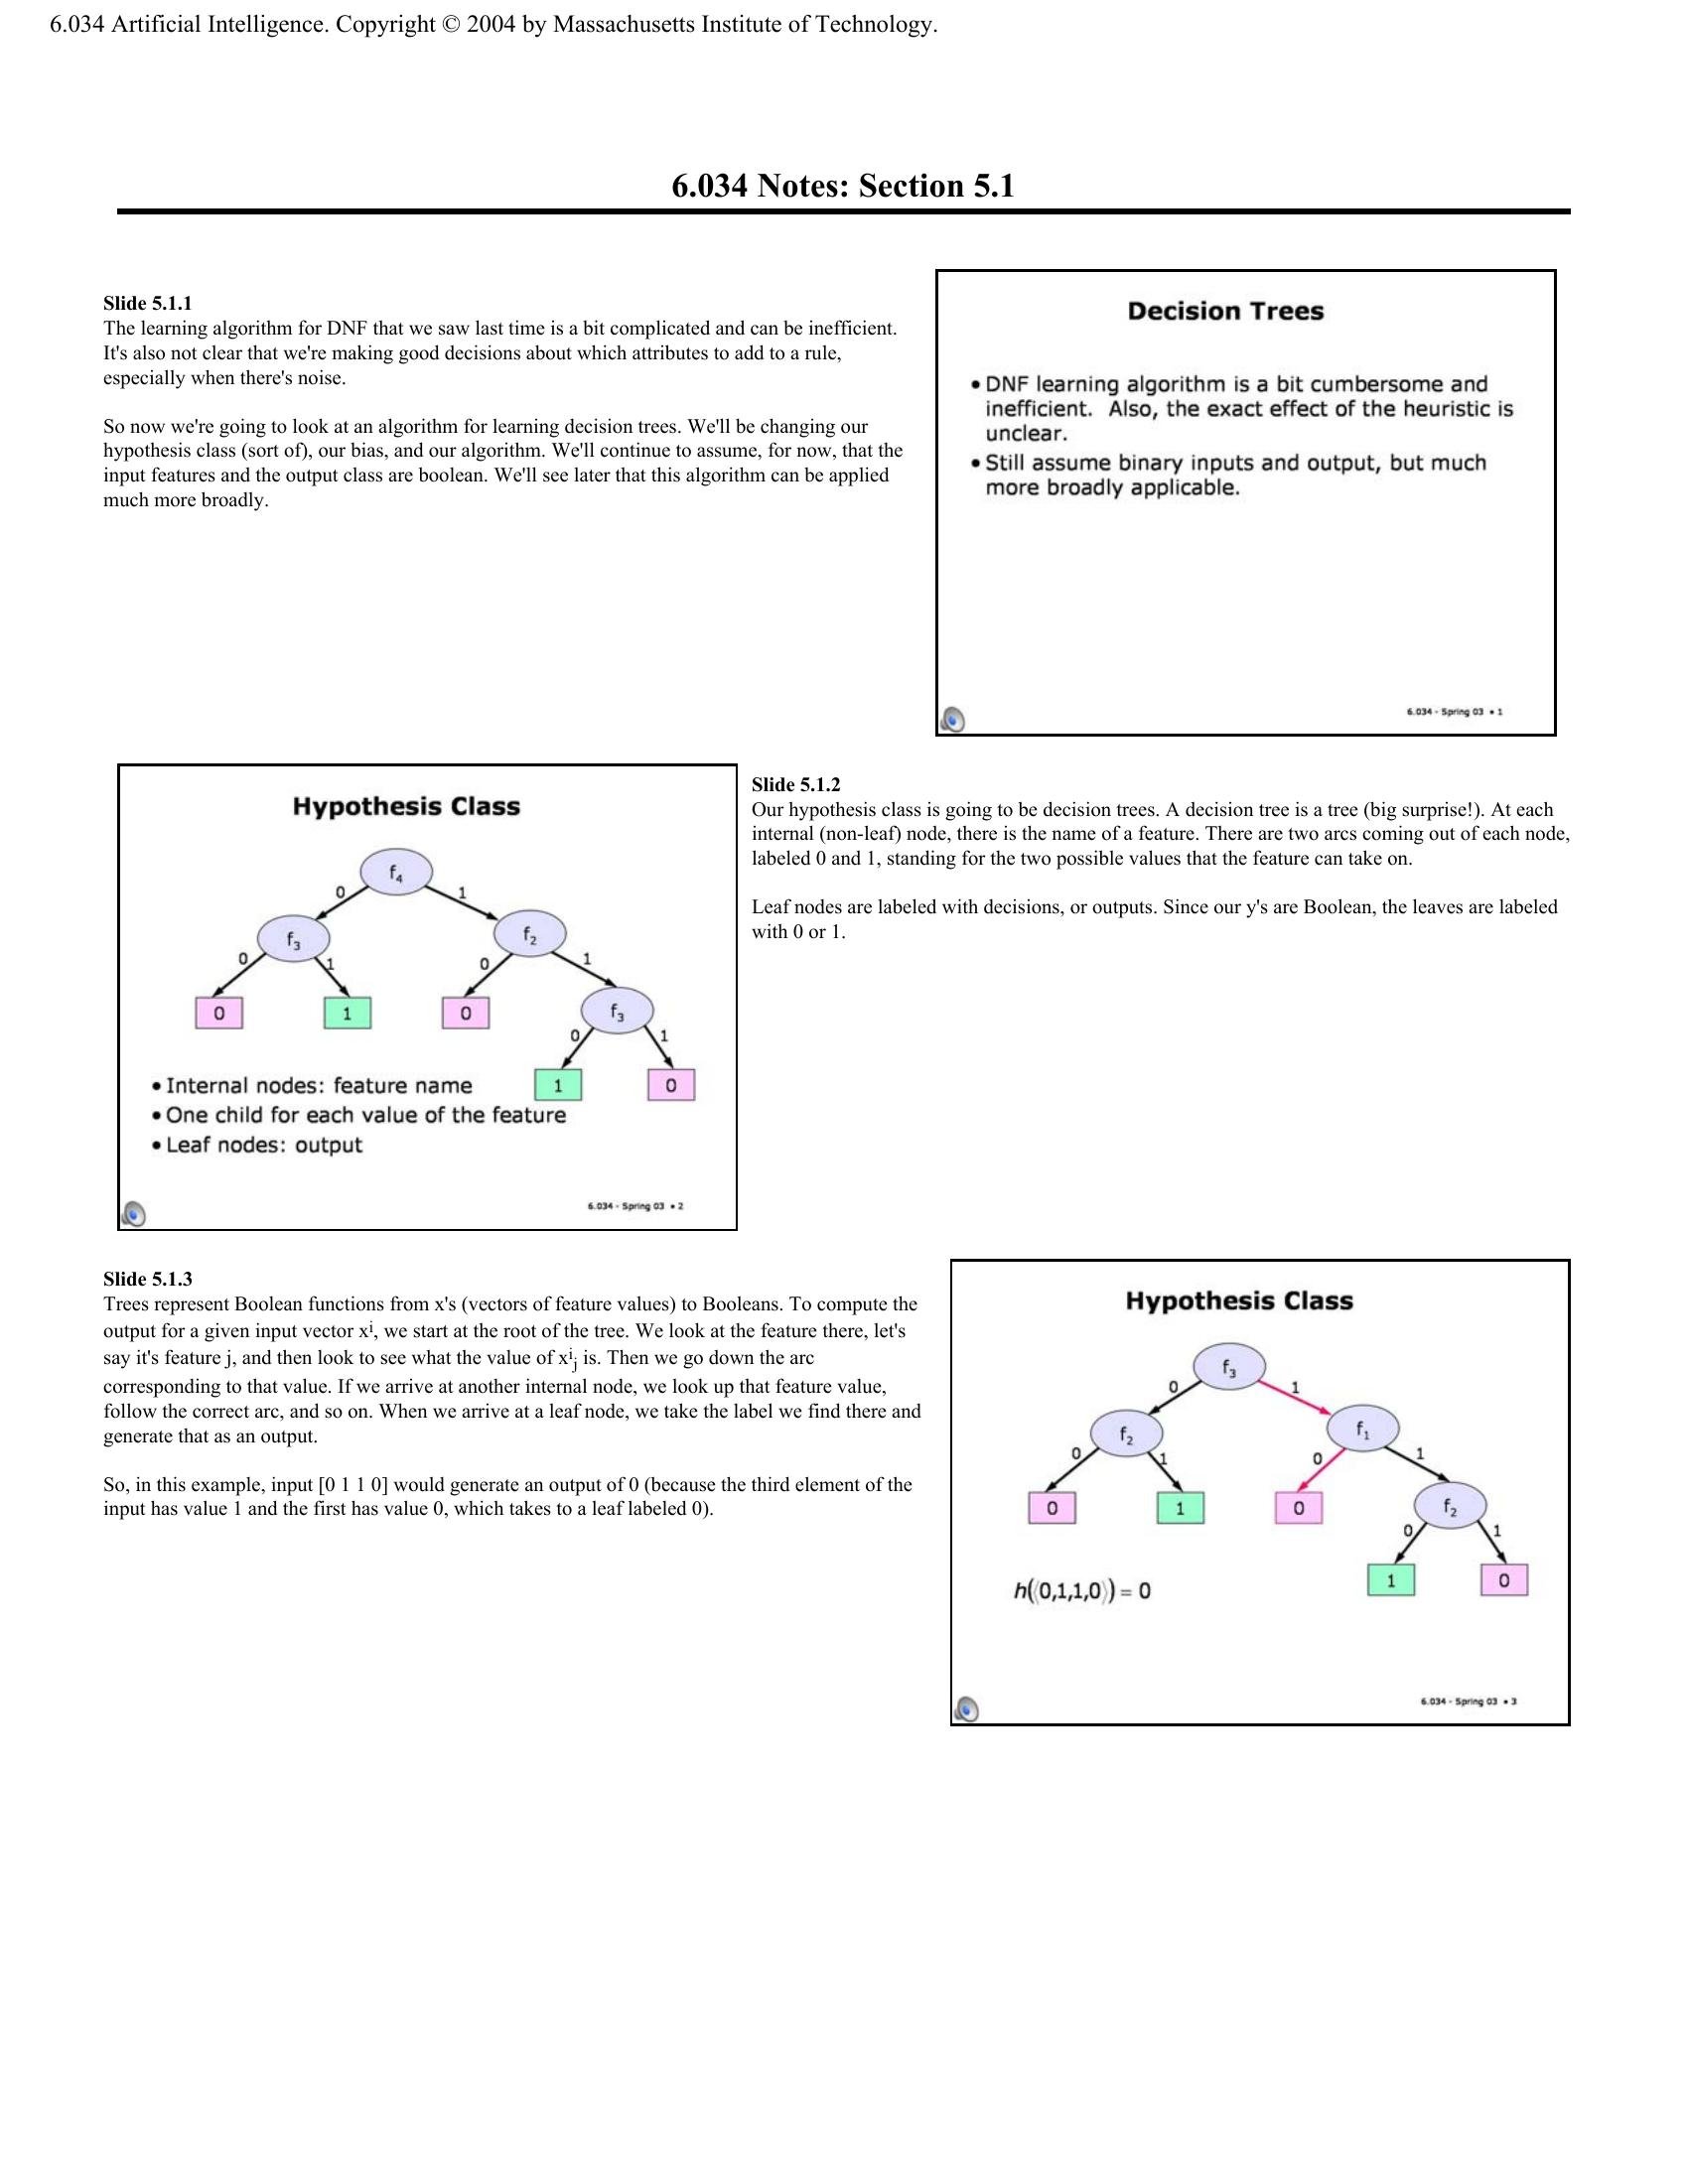 6.034 Artificial Intelligence. Copyright © 2004 by Massachusetts Institute of Technology.
6.034 Notes: Section 5.1
Slide 5.1.1
The learning algorithm for DNF that we saw last time is a bit complicated and can be inefficient.
It's also not clear that we're making good decisions about which attributes to add to a rule,
especially when there's noise.
So now we're going to look at an algorithm for learning decision trees. We'll be changing our
hypothesis class (sort of), our bias, and our algorithm. We'll continue to assume, for now, that the
input features and the output class are boolean. We'll see later that this algorithm can be applied
much more broadly.
Decision Trees
• DNF learning algorithm is a bit cumbersome and
inefficient. Also, the exact effect of the heuristic is
unclear.
• Still assume binary inputs and output, but much
more broadly applicable.
6.034 - Spring 03 • 1
Hypothesis Class
f4
0 1
f3 f2
0 1 0 1
0 1 0 f3
0 1
1 0
• Internal nodes: feature name
• One child for each value of the feature
• Leaf nodes: output
6.034 - Spring 03 • 2
Slide 5.1.2
Our hypothesis class is going to be decision trees. A decision tree is a tree (big surprise!). At each
internal (non-leaf) node, there is the name of a feature. There are two arcs coming out of each node,
labeled 0 and 1, standing for the two possible values that the feature can take on.
Leaf nodes are labeled with decisions, or outputs. Since our y's are Boolean, the leaves are labeled
with 0 or 1.
Slide 5.1.3
Trees represent Boolean functions from x's (vectors of feature values) to Booleans. To compute the
output for a given input vector xⁱ, we start at the root of the tree. We look at the feature there, let's
say it's feature j, and then look to see what the value of xⁱⱼ is. Then we go down the arc
corresponding to that value. If we arrive at another internal node, we look up that feature value,
follow the correct arc, and so on. When we arrive at a leaf node, we take the label we find there and
generate that as an output.
So, in this example, input [0 1 1 0] would generate an output of 0 (because the third element of the
input has value 1 and the first has value 0, which takes to a leaf labeled 0).
Hypothesis Class
f3
0 1
f2 f1
0 1 0 1
0 1 0 f2
0 1
1 0
h(⟨0,1,1,0⟩) = 0
6.034 - Spring 03 • 3